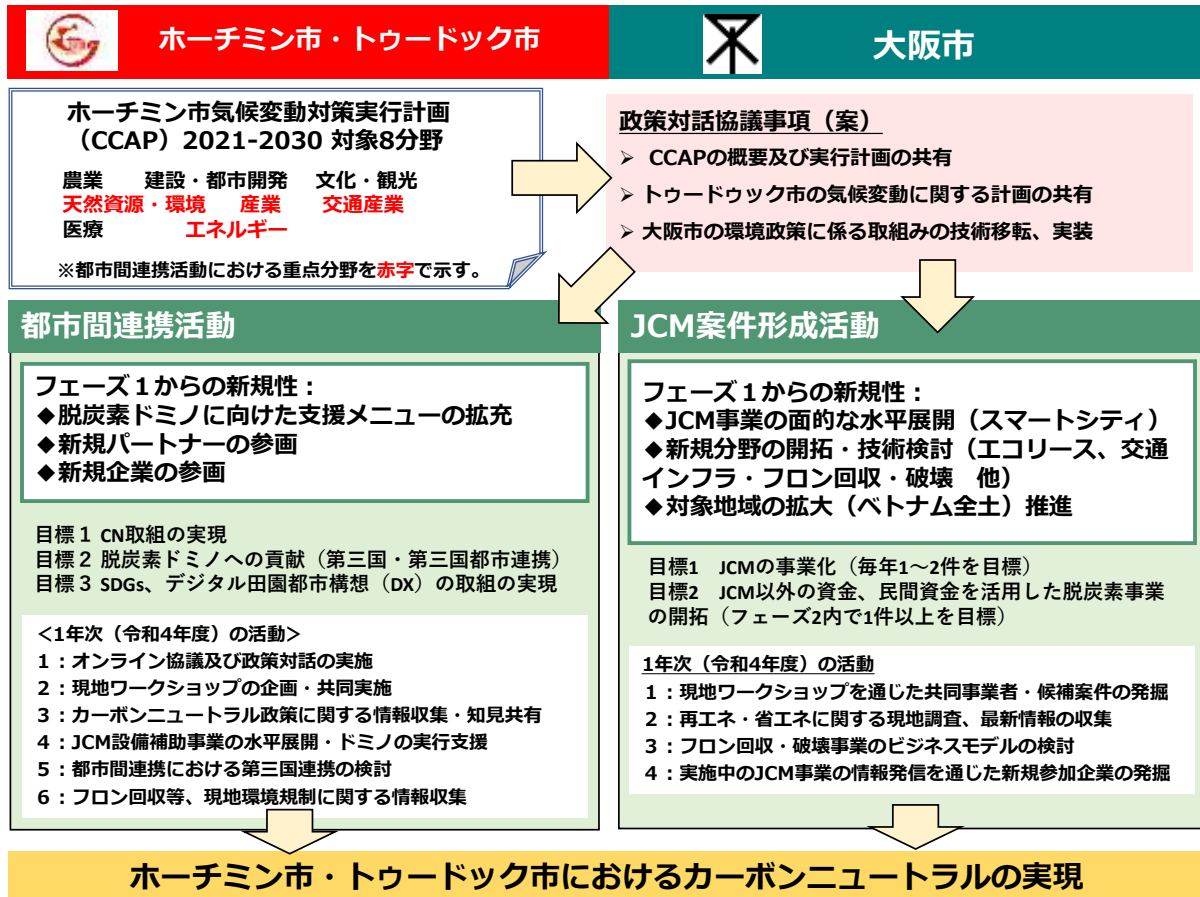 ホーチミン市・トゥードック市
大阪市
ホーチミン市気候変動対策実行計画
（CCAP）2021-2030 対象8分野
農業　　建設・都市開発　文化・観光
天然資源・環境　　産業　　交通産業
医療　　　　エネルギー
※都市間連携活動における重点分野を赤字で示す。
政策対話協議事項（案）
➢ CCAPの概要及び実行計画の共有
➢ トゥードゥック市の気候変動に関する計画の共有
➢ 大阪市の環境政策に係る取組みの技術移転、実装
都市間連携活動
フェーズ１からの新規性：
◆脱炭素ドミノに向けた支援メニューの拡充
◆新規パートナーの参画
◆新規企業の参画
目標１ CN取組の実現
目標２ 脱炭素ドミノへの貢献（第三国・第三国都市連携）
目標３ SDGs、デジタル田園都市構想（DX）の取組の実現
＜1年次（令和4年度）の活動＞
１：オンライン協議及び政策対話の実施
２：現地ワークショップの企画・共同実施
３：カーボンニュートラル政策に関する情報収集・知見共有
４：JCM設備補助事業の水平展開・ドミノの実行支援
５：都市間連携における第三国連携の検討
６：フロン回収等、現地環境規制に関する情報収集
JCM案件形成活動
フェーズ１からの新規性：
◆JCM事業の面的な水平展開（スマートシティ）
◆新規分野の開拓・技術検討（エコリース、交通
インフラ・フロン回収・破壊　他）
◆対象地域の拡大（ベトナム全土）推進
目標1　JCMの事業化（毎年1～2件を目標）
目標2　JCM以外の資金、民間資金を活用した脱炭素事業
の開拓（フェーズ2内で1件以上を目標）
1年次（令和4年度）の活動
１：現地ワークショップを通じた共同事業者・候補案件の発掘
２：再エネ・省エネに関する現地調査、最新情報の収集
３：フロン回収・破壊事業のビジネスモデルの検討
４：実施中のJCM事業の情報発信を通じた新規参加企業の発掘
ホーチミン市・トゥードック市におけるカーボンニュートラルの実現